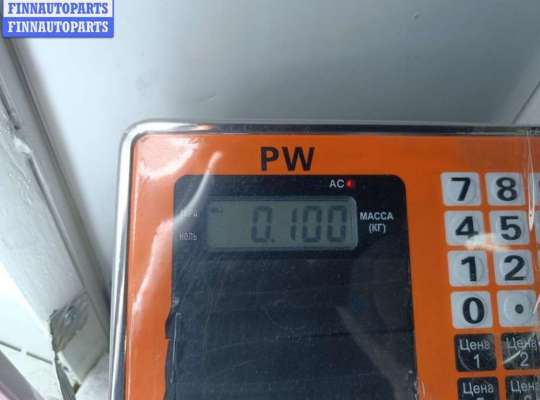 FINNAUTOPARTS
FINNAUTOPARTS
PW
AC
7 8
0.100
МАССА
(КГ)
НОЛЬ
4 5
1 2
0 .
Цена
1
Цена
2